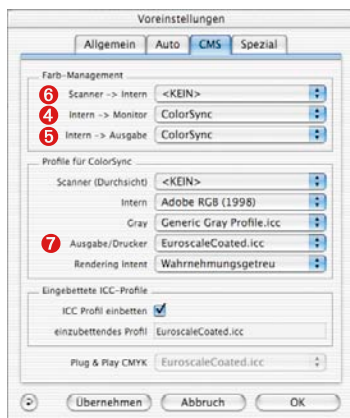 Voreinstellungen
Allgemein Auto CMS Spezial
Farb-Management
6 Scanner -> Intern <KEIN>
4 Intern -> Monitor ColorSync
5 Intern -> Ausgabe ColorSync
Profile für ColorSync
Scanner (Durchsicht) <KEIN>
Intern Adobe RGB (1998)
Gray Generic Gray Profile.icc
7 Ausgabe/Drucker EuroscaleCoated.icc
Rendering Intent Wahrnehmungsgetreu
Eingebettete ICC-Profile
ICC Profil einbetten
einzubettendes Profil EuroscaleCoated.icc
Plug & Play CMYK EuroscaleCoated.icc
Übernehmen Abbruch OK